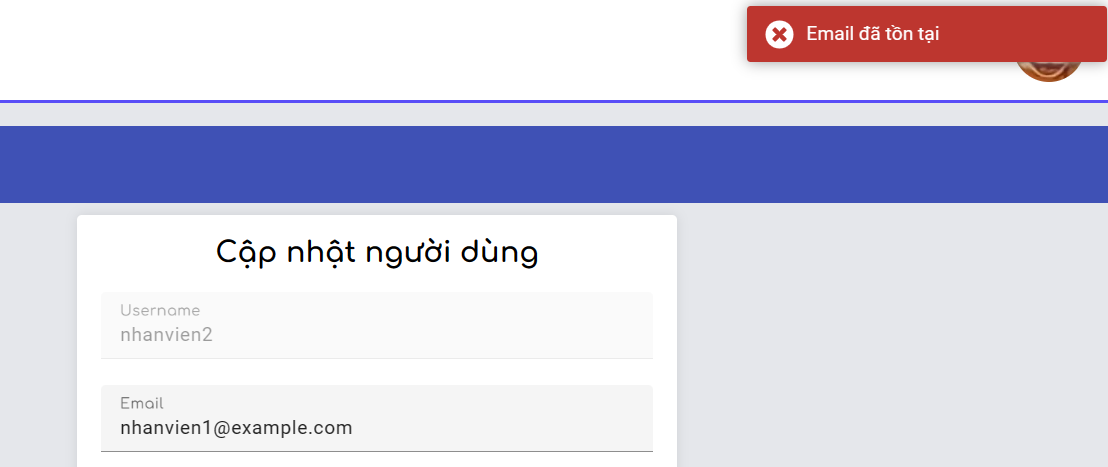 Email đã tồn tại
Cập nhật người dùng
Username
nhanvien2
Email
nhanvien1@example.com